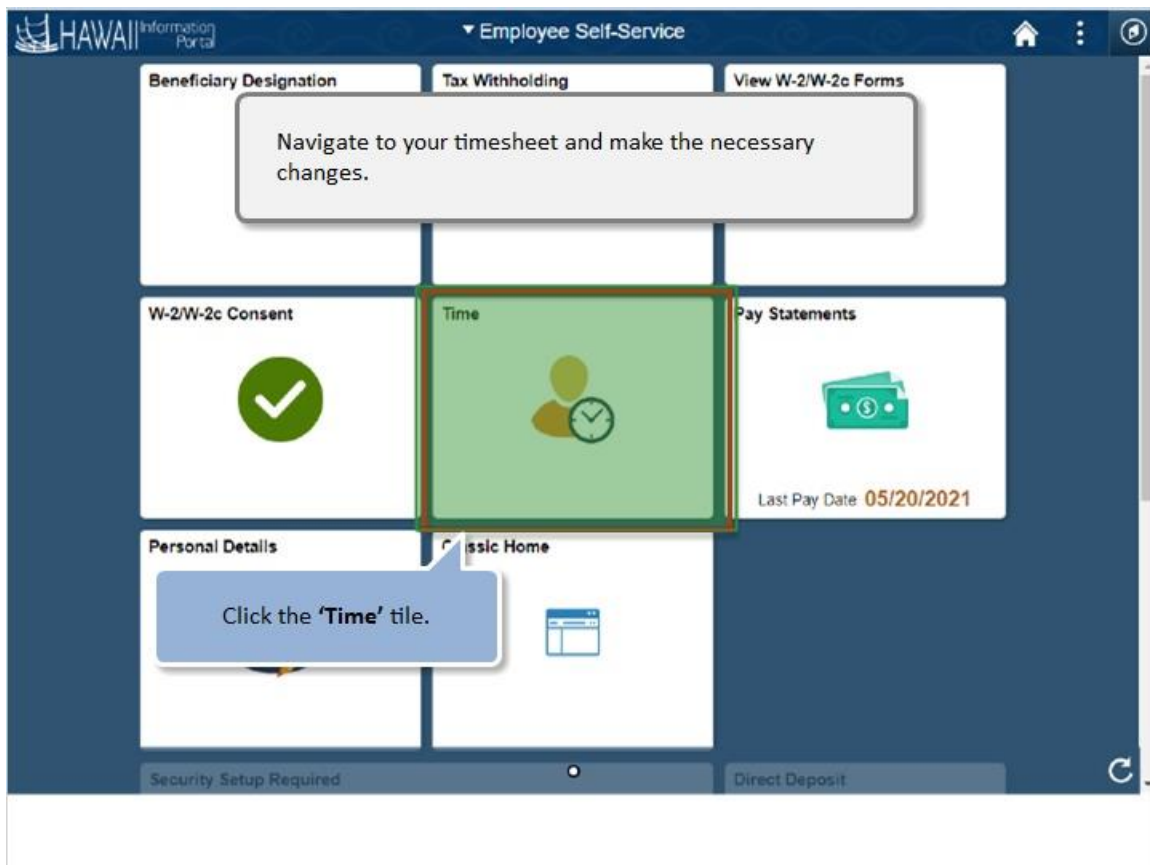 HAWAII Information
Portal
Employee Self-Service
Beneficiary Designation
Tax Withholding
View W-2/W-2c Forms
Navigate to your timesheet and make the necessary
changes.
W-2/W-2c Consent
Time
Pay Statements
$
Last Pay Date 05/20/2021
Personal Details
ssic Home
Click the ‘Time’ tile.
Security Setup Required
Direct Deposit